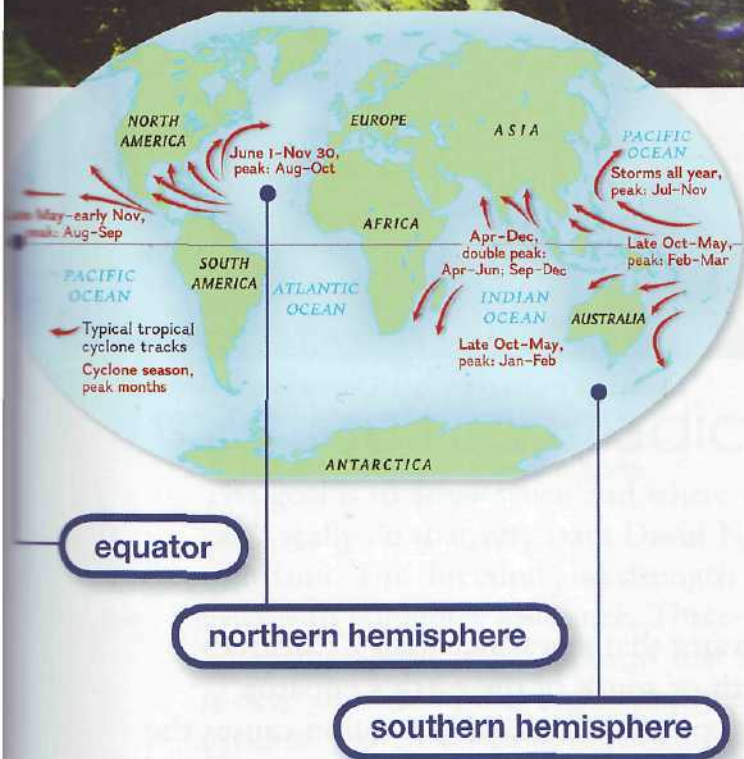 NORTH
AMERICA
EUROPE
ASIA
PACIFIC
OCEAN
June 1–Nov 30,
peak: Aug–Oct
Storms all year,
peak: Jul–Nov
May–early Nov,
peak: Aug–Sep
AFRICA
Apr–Dec,
double peak:
Apr–Jun; Sep–Dec
Late Oct–May,
peak: Feb–Mar
PACIFIC
OCEAN
SOUTH
AMERICA
ATLANTIC
OCEAN
INDIAN
OCEAN
AUSTRALIA
Typical tropical
cyclone tracks
Cyclone season,
peak months
Late Oct–May,
peak: Jan–Feb
ANTARCTICA
equator
northern hemisphere
southern hemisphere